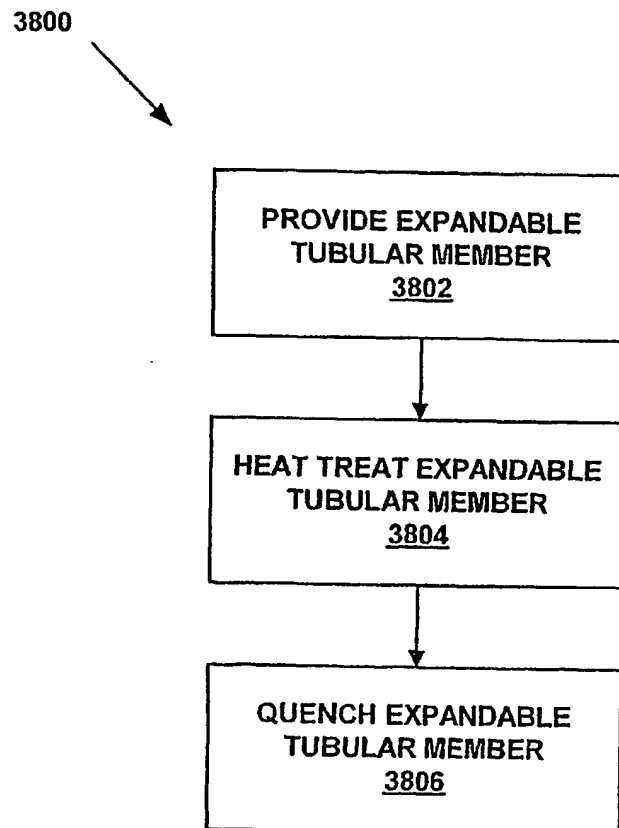 3800
PROVIDE EXPANDABLE
TUBULAR MEMBER
3802
HEAT TREAT EXPANDABLE
TUBULAR MEMBER
3804
QUENCH EXPANDABLE
TUBULAR MEMBER
3806